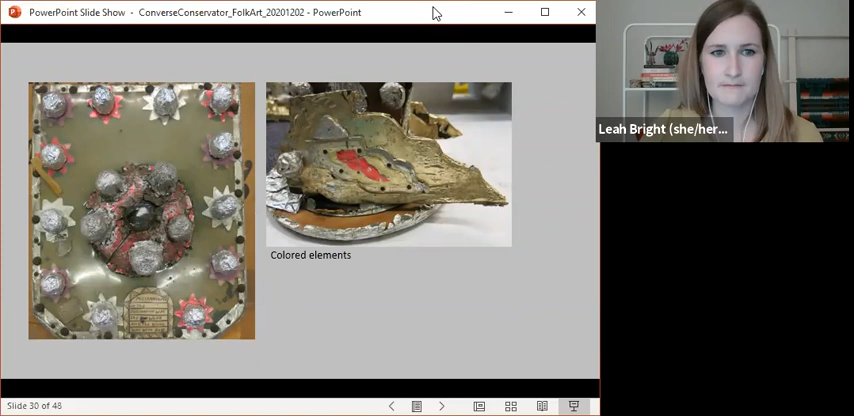 PowerPoint Slide Show - ConverseConservator_FolkArt_20201202 - PowerPoint
Leah Bright (she/her...
Colored elements
Slide 30 of 48